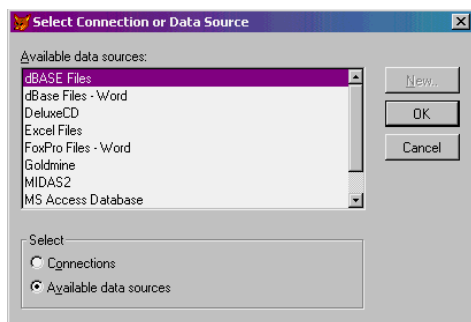 Select Connection or Data Source
Available data sources:
dBASE Files
dBase Files - Word
DeluxeCD
Excel Files
FoxPro Files - Word
Goldmine
MIDAS2
MS Access Database
New..
OK
Cancel
Select
Connections
Available data sources